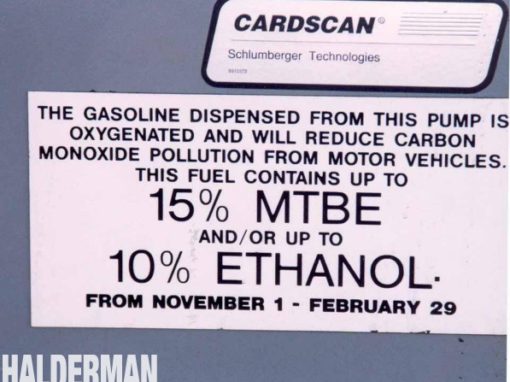 CARDSCAN®
Schlumberger Technologies
THE GASOLINE DISPENSED FROM THIS PUMP IS
OXYGENATED AND WILL REDUCE CARBON
MONOXIDE POLLUTION FROM MOTOR VEHICLES.
THIS FUEL CONTAINS UP TO
15% MTBE
AND/OR UP TO
10% ETHANOL.
FROM NOVEMBER 1 - FEBRUARY 29
HALDERMAN